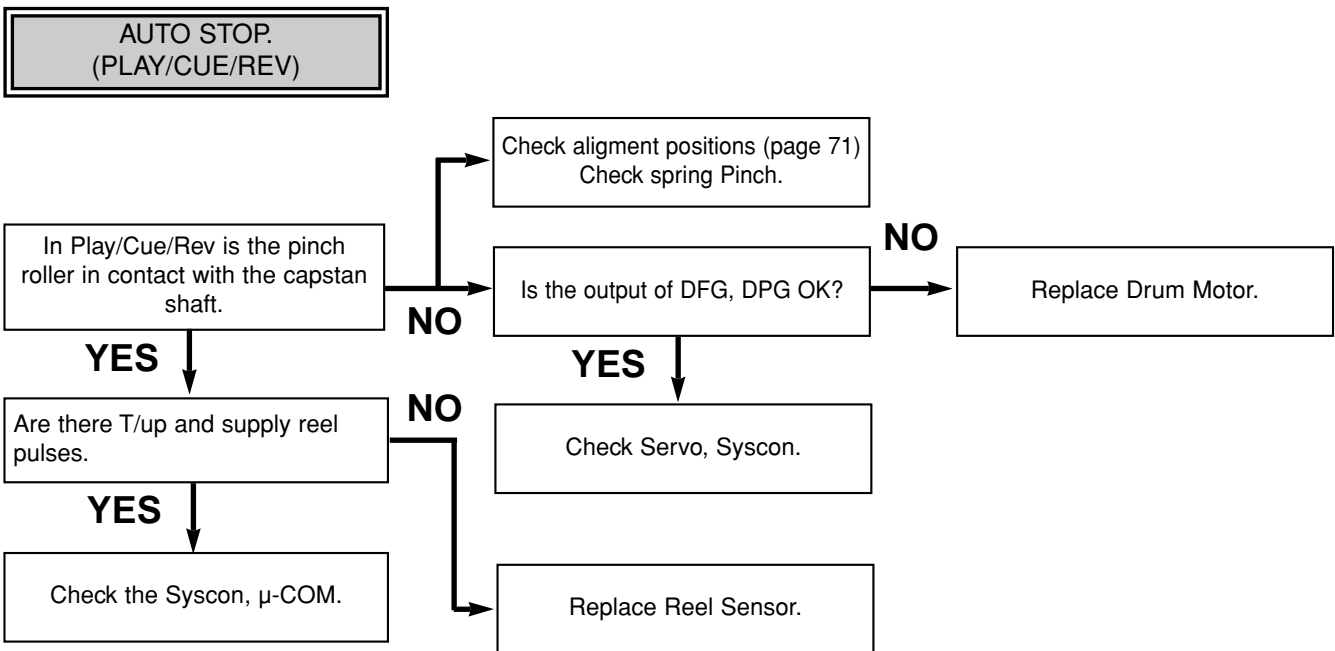 AUTO STOP.
(PLAY/CUE/REV)
Check aligment positions (page 71)
Check spring Pinch.
In Play/Cue/Rev is the pinch
roller in contact with the capstan
shaft.
NO
Is the output of DFG, DPG OK?
NO
Replace Drum Motor.
YES
YES
Are there T/up and supply reel
pulses.
NO
Check Servo, Syscon.
YES
Check the Syscon, µ-COM.
Replace Reel Sensor.